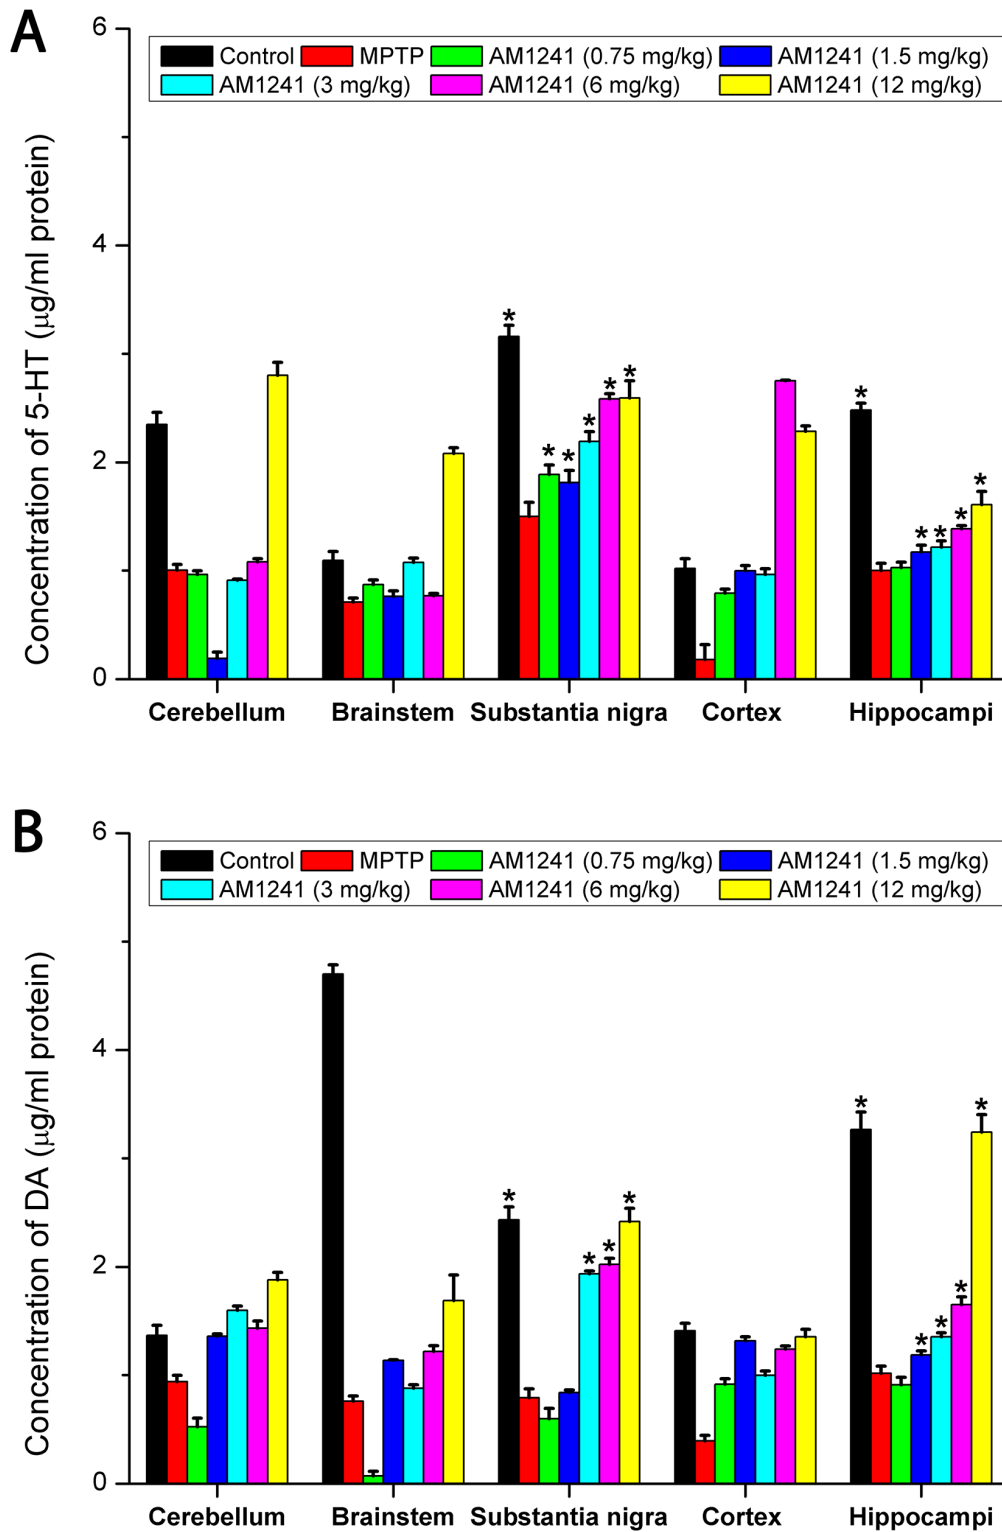 A
6
Control MPTP AM1241 (0.75 mg/kg) AM1241 (1.5 mg/kg)
AM1241 (3 mg/kg) AM1241 (6 mg/kg) AM1241 (12 mg/kg)
Concentration of 5-HT (μg/ml protein)
4
*
* * * * *
2
* * * * *
0
Cerebellum Brainstem Substantia nigra Cortex Hippocampi
B
6
Control MPTP AM1241 (0.75 mg/kg) AM1241 (1.5 mg/kg)
AM1241 (3 mg/kg) AM1241 (6 mg/kg) AM1241 (12 mg/kg)
Concentration of DA (μg/ml protein)
4
* *
* * * *
2
* * *
0
Cerebellum Brainstem Substantia nigra Cortex Hippocampi